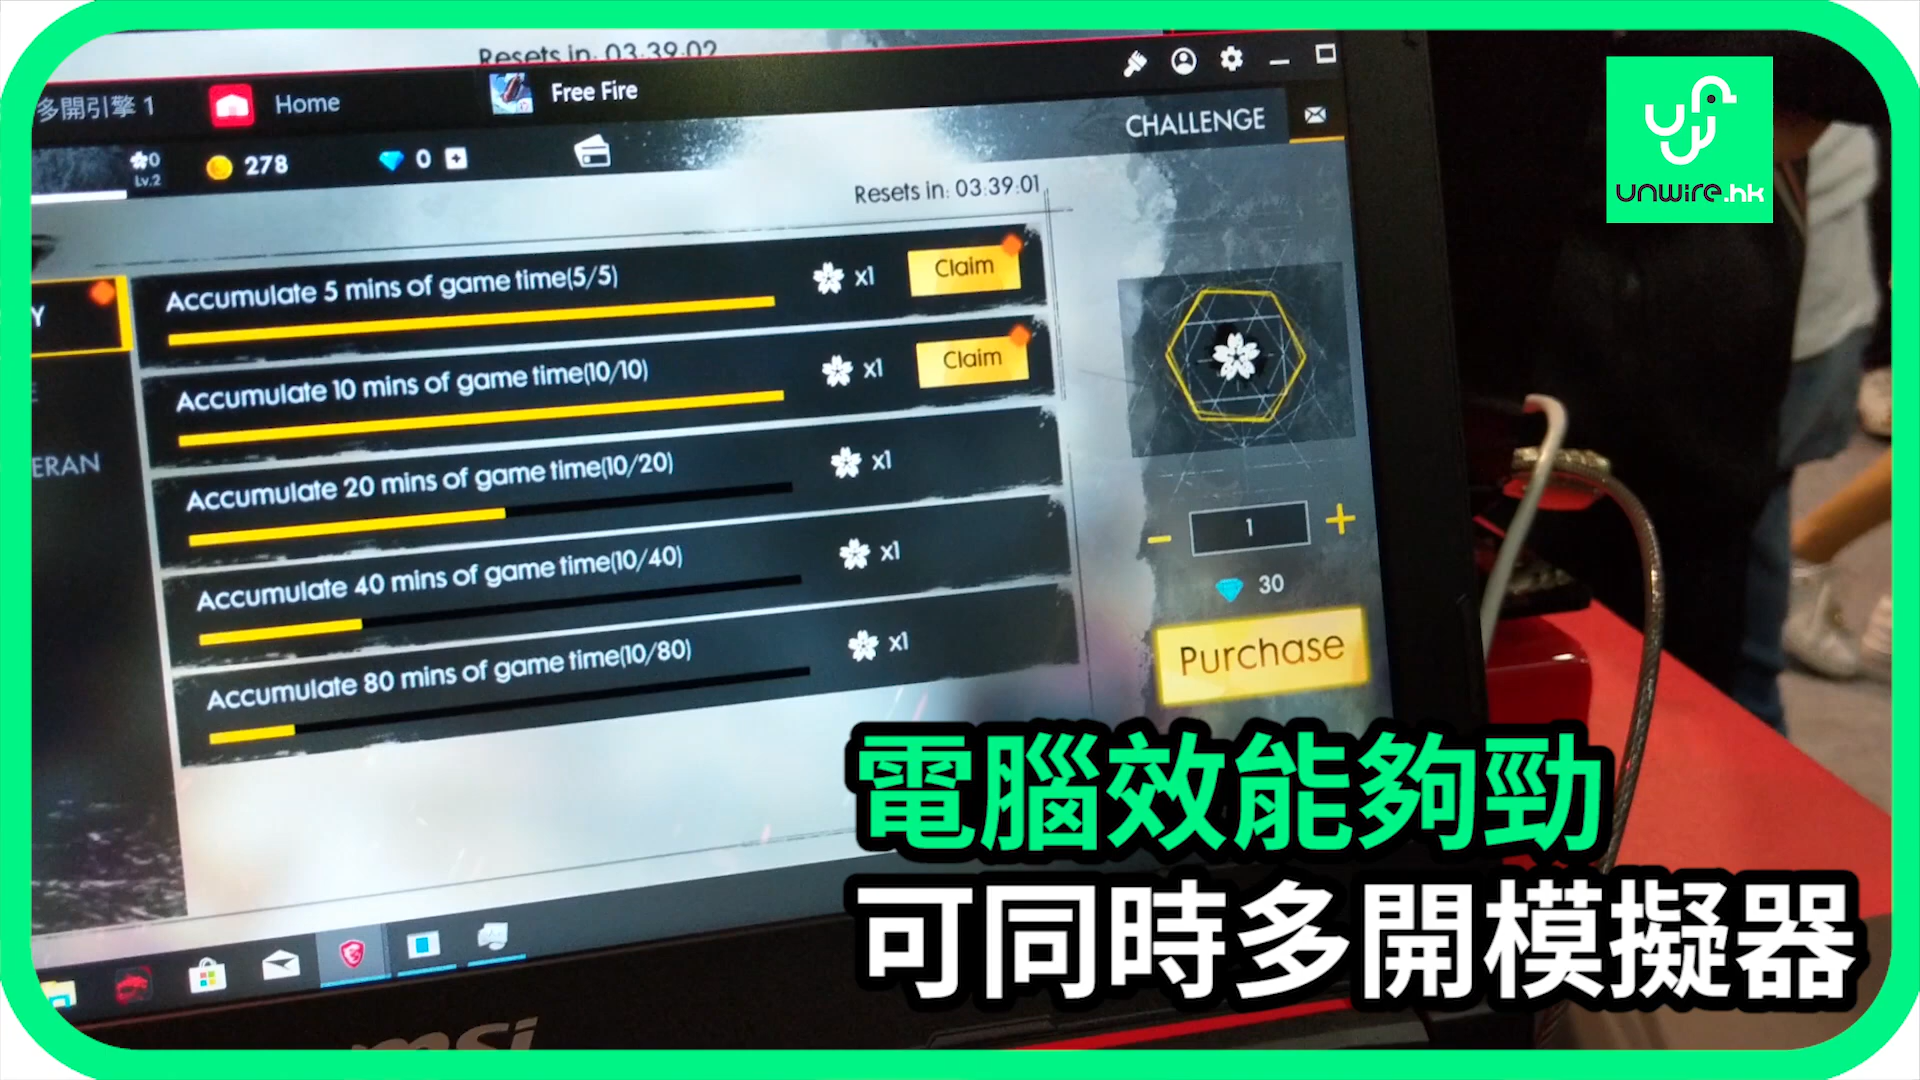 Resets in: 03:39:02
多開引擎 1
Home
Free Fire
0
Lv.2
278
0
CHALLENGE
Resets in: 03:39:01
Accumulate 5 mins of game time(5/5)
x1
Claim
Accumulate 10 mins of game time(10/10)
x1
Claim
Accumulate 20 mins of game time(10/20)
x1
Accumulate 40 mins of game time(10/40)
x1
Accumulate 80 mins of game time(10/80)
x1
Y
E
ERAN
1
30
Purchase
msi
unwire.hk
電腦效能夠勁
可同時多開模擬器